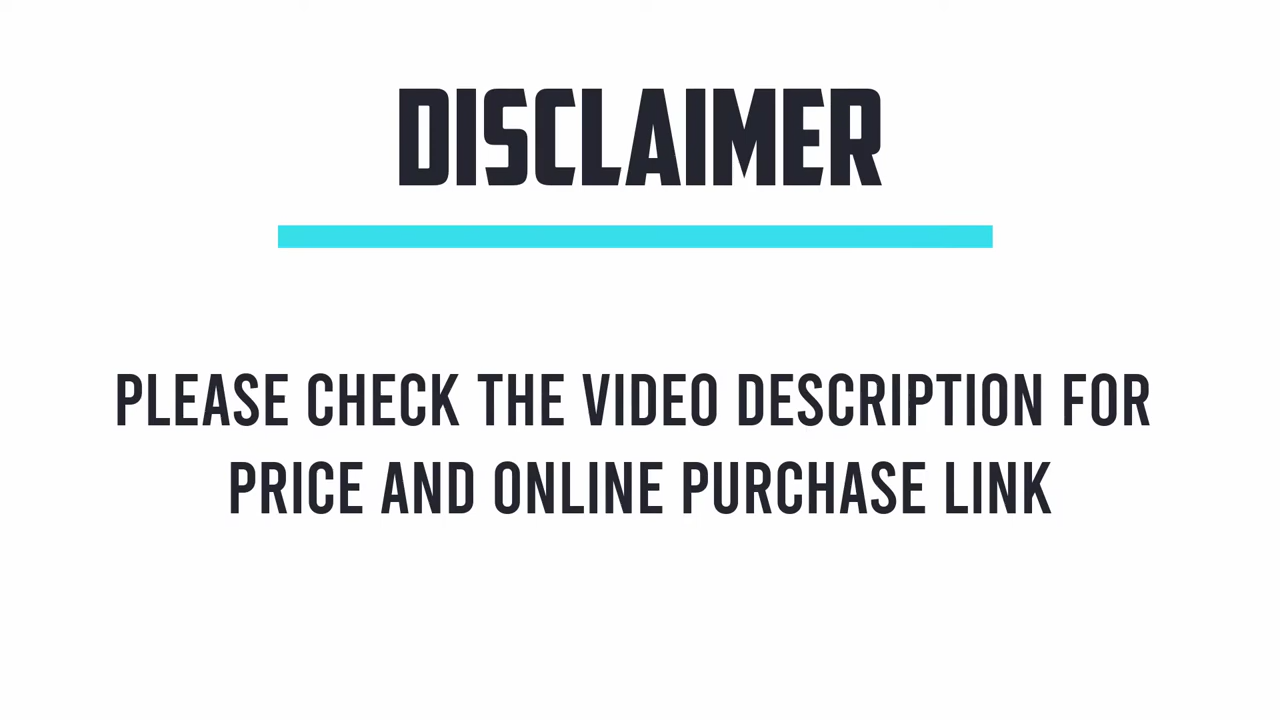 DISCLAIMER
PLEASE CHECK THE VIDEO DESCRIPTION FOR
PRICE AND ONLINE PURCHASE LINK